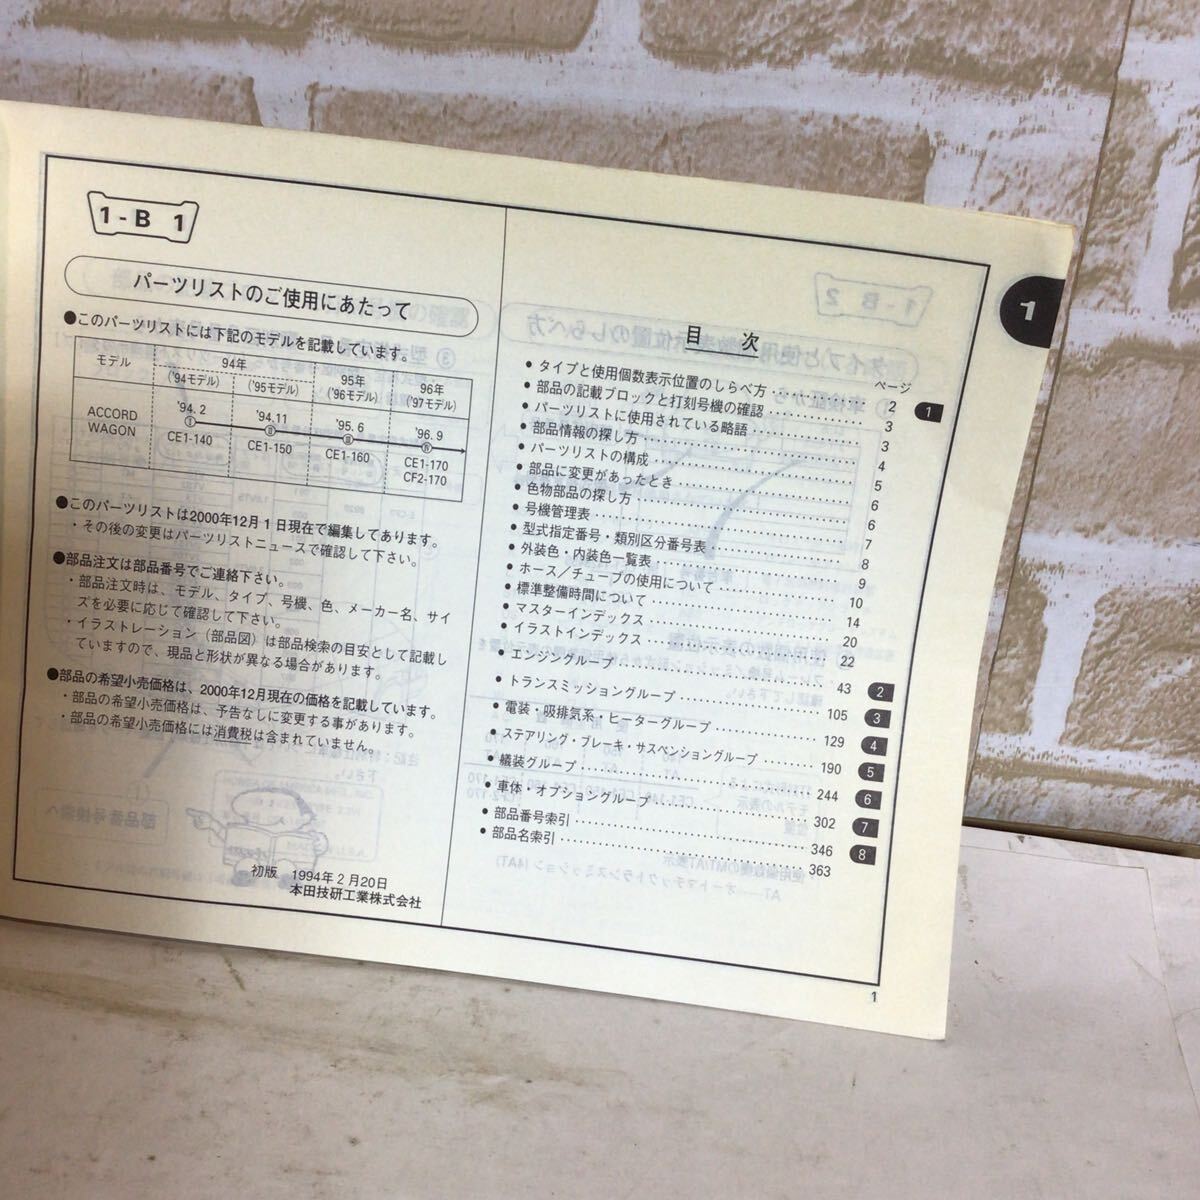 1-B 1
パーツリストのご使用にあたって
●このパーツリストには下記のモデルを記載しています。
モデル 94年 95年 96年
('94モデル) ('95モデル) ('96モデル) ('97モデル)
ACCORD WAGON '94. 2 '94.11 '95. 6 '96. 9
Ⅰ Ⅱ Ⅲ Ⅳ
CE1-140 CE1-150 CE1-160 CE1-170
CF2-170
●このパーツリストは2000年12月1日現在で編集してあります。
・その後の変更はパーツリストニュースで確認して下さい。
●部品注文は部品番号でご連絡下さい。
・部品注文時は、モデル、タイプ、号機、色、メーカー名、サイ
ズを必要に応じて確認して下さい。
・イラストレーション(部品図)は部品検索の目安として記載し
ていますので、現品と形状が異なる場合があります。
●部品の希望小売価格は、2000年12月現在の価格を記載しています。
・部品の希望小売価格は、予告なしに変更する事があります。
・部品の希望小売価格には消費税は含まれていません。
初版 1994年2月20日
本田技研工業株式会社
目 次
ページ
・タイプと使用個数表示位置のしらべ方 2 1
・部品の記載ブロックと打刻号機の確認 3
・パーツリストに使用されている略語 3
・部品情報の探し方 4
・パーツリストの構成 5
・部品に変更があったとき 6
・色物部品の探し方 6
・号機管理表 7
・型式指定番号・類別区分番号表 8
・外装色・内装色一覧表 9
・ホース/チューブの使用について 10
・標準整備時間について 14
・マスターインデックス 20
・イラストインデックス 22
・エンジングループ 43 2
・トランスミッショングループ 105 3
・電装・吸排気系・ヒーターグループ 129 4
・ステアリング・ブレーキ・サスペンショングループ 190 5
・艤装グループ 244 6
・車体・オプショングループ 302 7
・部品番号索引 346 8
・部品名索引 363
1
1